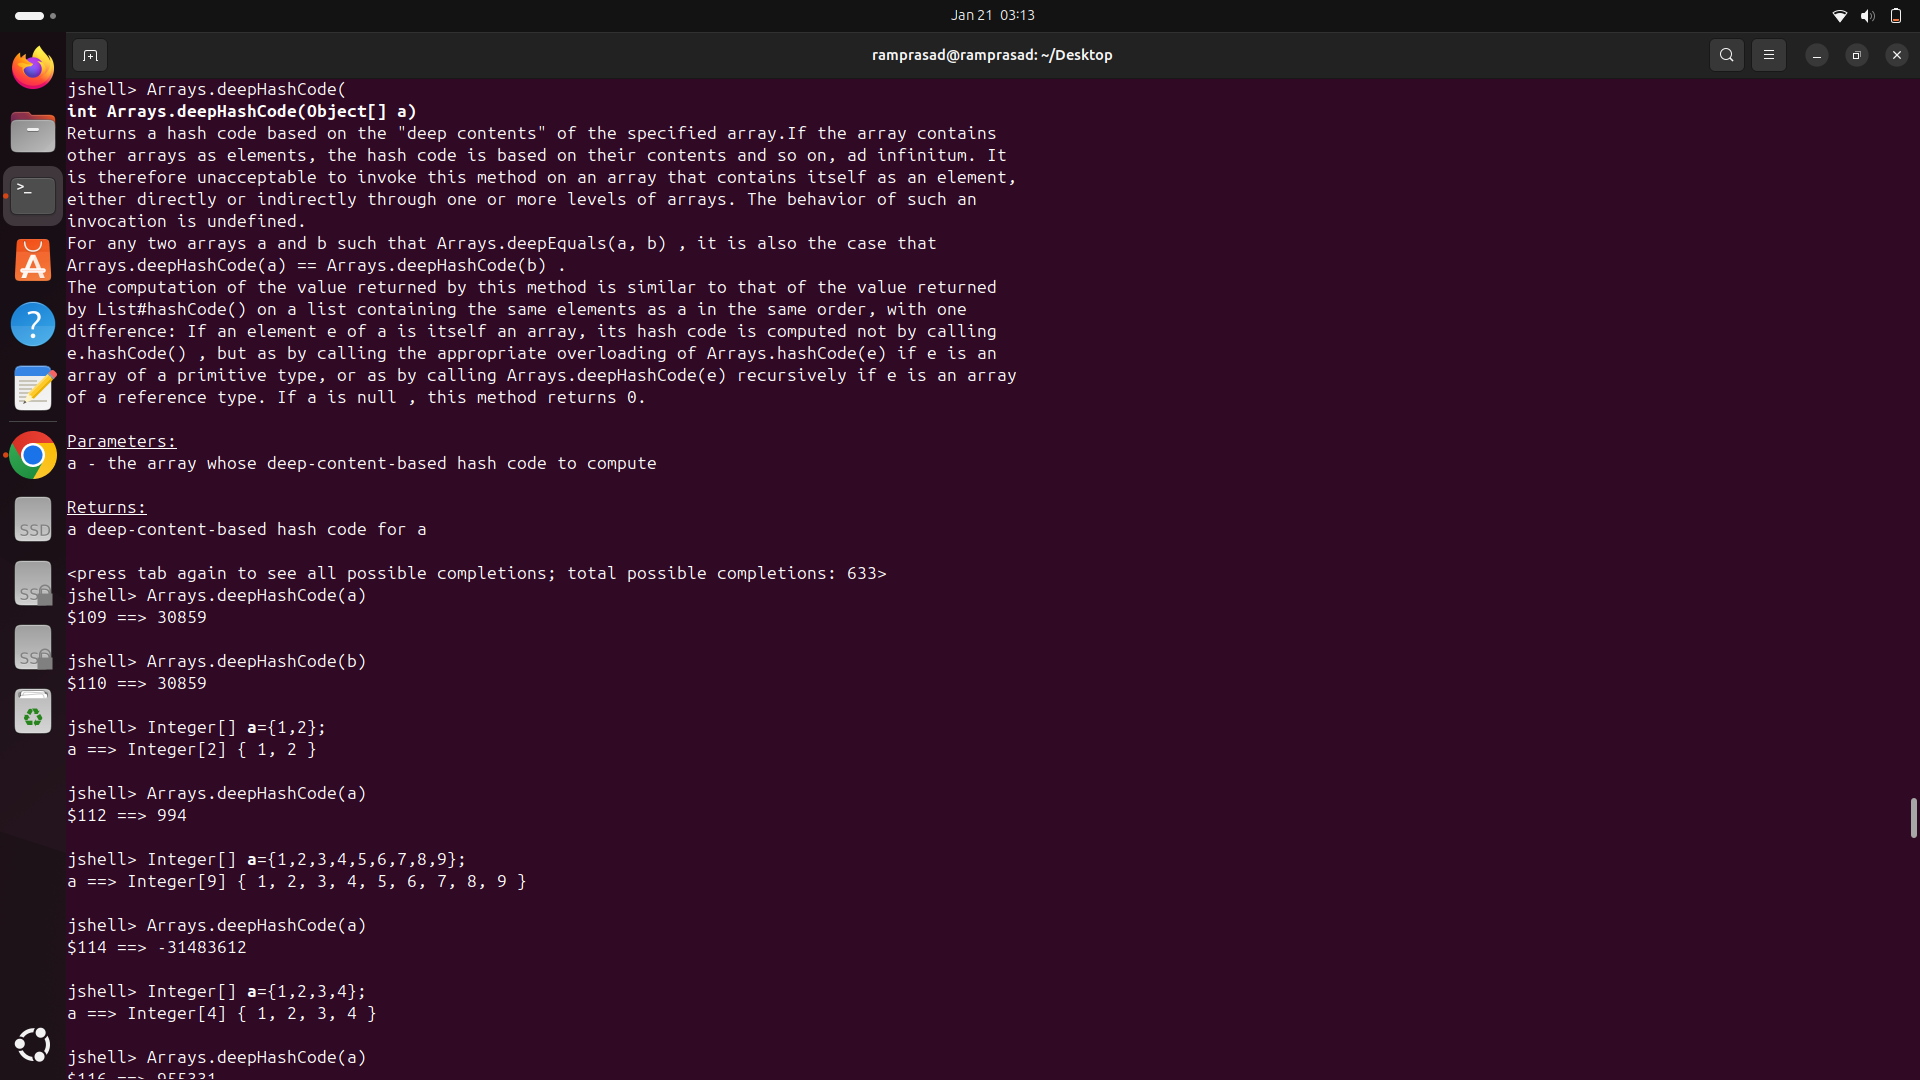 Jan 21 03:13
ramprasad@ramprasad: ~/Desktop
jshell> Arrays.deepHashCode(
int Arrays.deepHashCode(Object[] a)
Returns a hash code based on the "deep contents" of the specified array.If the array contains
other arrays as elements, the hash code is based on their contents and so on, ad infinitum. It
is therefore unacceptable to invoke this method on an array that contains itself as an element,
either directly or indirectly through one or more levels of arrays. The behavior of such an
invocation is undefined.
For any two arrays a and b such that Arrays.deepEquals(a, b) , it is also the case that
Arrays.deepHashCode(a) == Arrays.deepHashCode(b) .
The computation of the value returned by this method is similar to that of the value returned
by List#hashCode() on a list containing the same elements as a in the same order, with one
difference: If an element e of a is itself an array, its hash code is computed not by calling
e.hashCode() , but as by calling the appropriate overloading of Arrays.hashCode(e) if e is an
array of a primitive type, or as by calling Arrays.deepHashCode(e) recursively if e is an array
of a reference type. If a is null , this method returns 0.
Parameters:
a - the array whose deep-content-based hash code to compute
Returns:
a deep-content-based hash code for a
<press tab again to see all possible completions; total possible completions: 633>
jshell> Arrays.deepHashCode(a)
$109 ==> 30859
jshell> Arrays.deepHashCode(b)
$110 ==> 30859
jshell> Integer[] a={1,2};
a ==> Integer[2] { 1, 2 }
jshell> Arrays.deepHashCode(a)
$112 ==> 994
jshell> Integer[] a={1,2,3,4,5,6,7,8,9};
a ==> Integer[9] { 1, 2, 3, 4, 5, 6, 7, 8, 9 }
jshell> Arrays.deepHashCode(a)
$114 ==> -31483612
jshell> Integer[] a={1,2,3,4};
a ==> Integer[4] { 1, 2, 3, 4 }
jshell> Arrays.deepHashCode(a)
$116 ==> 955331
SSD
SSD
SSD